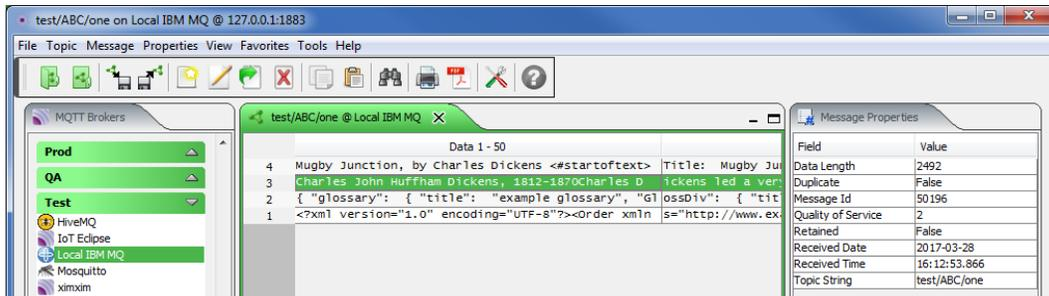 test/ABC/one on Local IBM MQ @ 127.0.0.1:1883
File Topic Message Properties View Favorites Tools Help
MQTT Brokers
Prod
QA
Test
HiveMQ
IoT Eclipse
Local IBM MQ
Mosquitto
ximxim
test/ABC/one @ Local IBM MQ X
Data 1 - 50
4 Mugby Junction, by Charles Dickens <#startoftext> Title: Mugby Jun
3 Charles John Huffham Dickens, 1812-1870Charles D ickens led a very
2 { "glossary": { "title": "example glossary", "Gl ossDiv": { "tit
1 <?xml version="1.0" encoding="UTF-8"?><Order xmln s="http://www.exa
Message Properties
Field Value
Data Length 2492
Duplicate False
Message Id 50196
Quality of Service 2
Retained False
Received Date 2017-03-28
Received Time 16:12:53.866
Topic String test/ABC/one